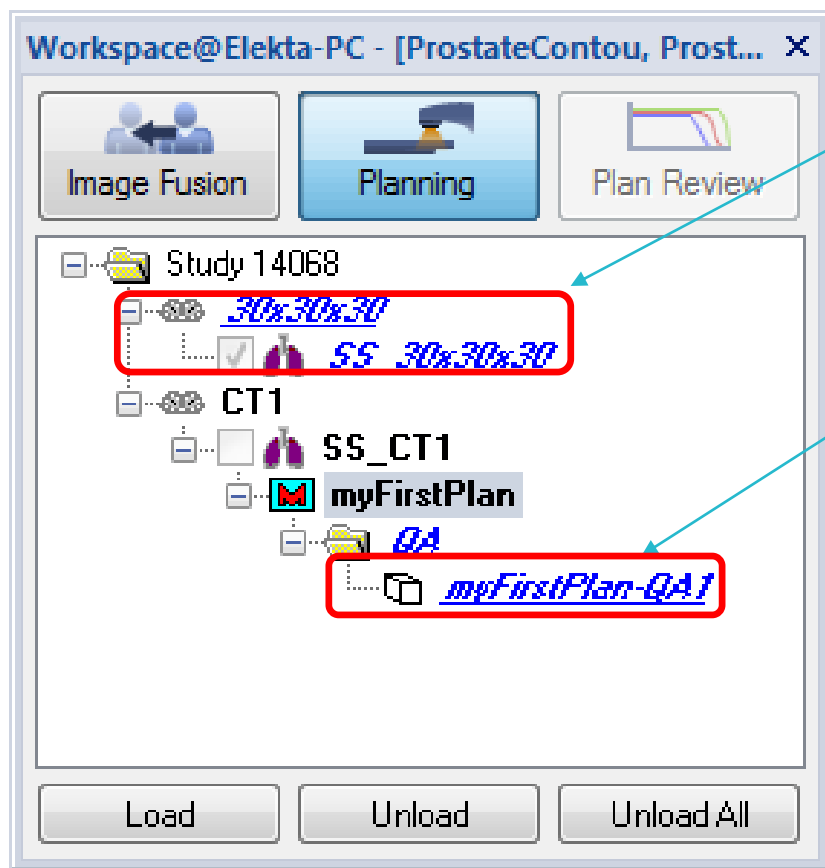 Workspace@Elekta-PC - [ProstateContou, Prost... X
Image Fusion
Planning
Plan Review
Study 14068
30x30x30
SS_30x30x30
CT1
SS_CT1
myFirstPlan
QA
myFirstPlan-QA1
Load
Unload
Unload All